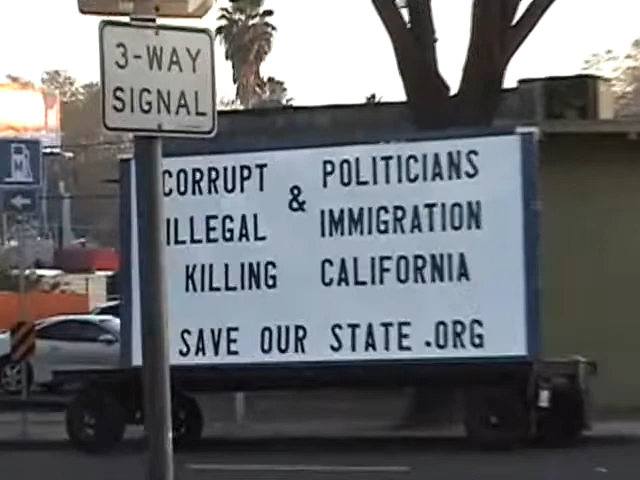 3-WAY
SIGNAL
CORRUPT & POLITICIANS
ILLEGAL IMMIGRATION
KILLING CALIFORNIA
SAVE OUR STATE .ORG